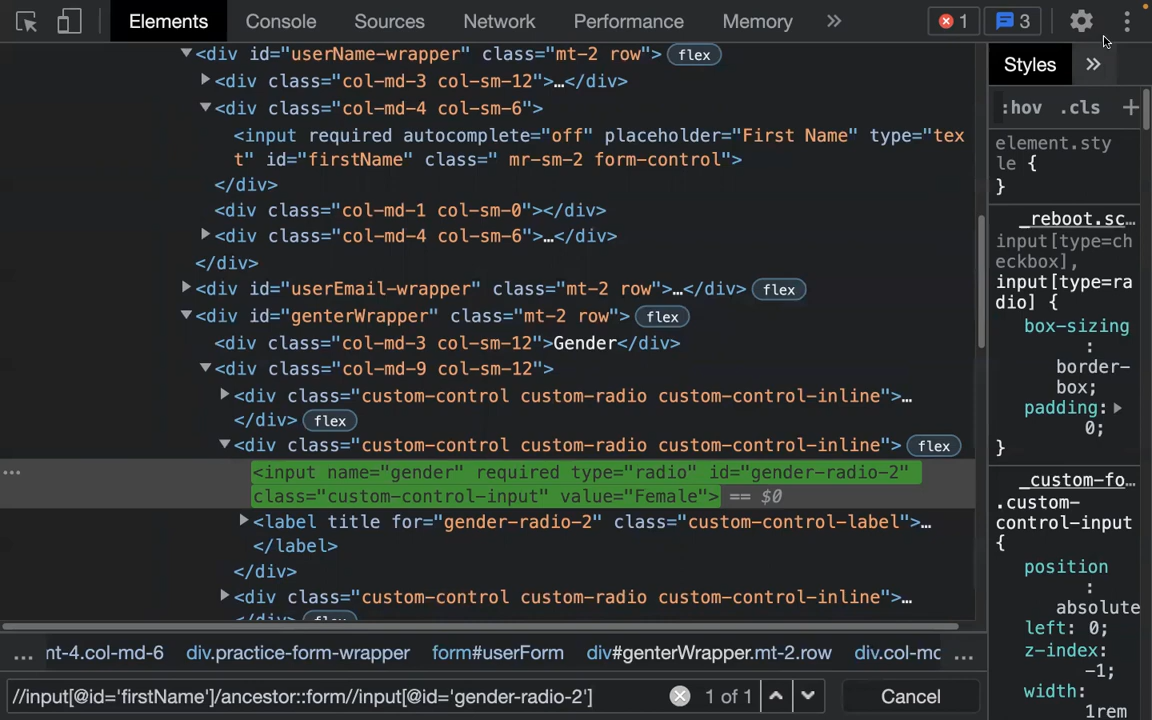 Elements Console Sources Network Performance Memory » 1 3
▼<div id="userName-wrapper" class="mt-2 row"> flex
▶<div class="col-md-3 col-sm-12">…</div>
▼<div class="col-md-4 col-sm-6">
<input required autocomplete="off" placeholder="First Name" type="tex
t" id="firstName" class=" mr-sm-2 form-control">
</div>
<div class="col-md-1 col-sm-0"></div>
▶<div class="col-md-4 col-sm-6">…</div>
</div>
▶<div id="userEmail-wrapper" class="mt-2 row">…</div> flex
▼<div id="genterWrapper" class="mt-2 row"> flex
<div class="col-md-3 col-sm-12">Gender</div>
▼<div class="col-md-9 col-sm-12">
▶<div class="custom-control custom-radio custom-control-inline">…
</div> flex
▼<div class="custom-control custom-radio custom-control-inline"> flex
… <input name="gender" required type="radio" id="gender-radio-2"
class="custom-control-input" value="Female"> == $0
▶<label title for="gender-radio-2" class="custom-control-label">…
</label>
</div>
▶<div class="custom-control custom-radio custom-control-inline">…
</div> flex
… mt-4.col-md-6 div.practice-form-wrapper form#userForm div#genterWrapper.mt-2.row div.col-mc …
//input[@id='firstName']/ancestor::form//input[@id='gender-radio-2'] 1 of 1 Cancel
Styles »
:hov .cls +
element.sty
le {
}
_reboot.sc…
input[type=ch
eckbox],
input[type=ra
dio] {
box-sizing
:
border-
box;
padding:▶
0;
}
_custom-fo…
.custom-
control-input
{
position
:
absolute
left: 0;
z-index:
-1;
width:
1rem